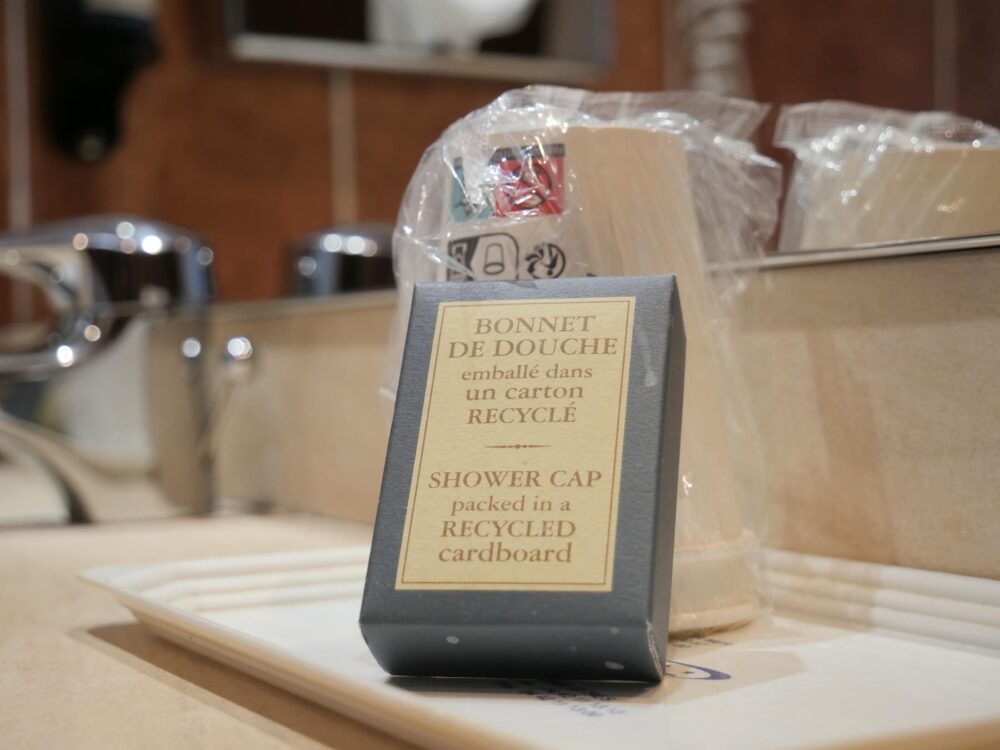 BONNET
DE DOUCHE
emballé dans
un carton
RECYCLÉ
SHOWER CAP
packed in a
RECYCLED
cardboard